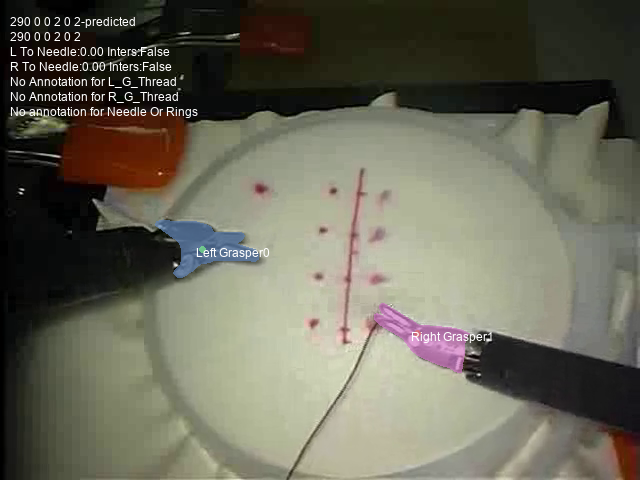 290 0 0 2 0 2-predicted
290 0 0 2 0 2
L To Needle:0.00 Inters:False
R To Needle:0.00 Inters:False
No Annotation for L_G_Thread
No Annotation for R_G_Thread
No annotation for Needle Or Rings
Left Grasper0
Right Grasper1